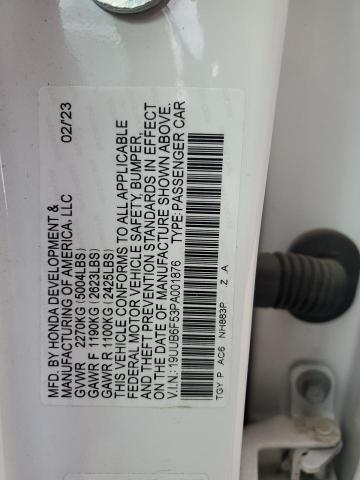 MFD. BY HONDA DEVELOPMENT & 02/23
MANUFACTURING OF AMERICA, LLC
GVWR 2270KG (5004LBS)
GAWR F 1190KG (2623LBS)
GAWR R 1100KG (2425LBS)
THIS VEHICLE CONFORMS TO ALL APPLICABLE
FEDERAL MOTOR VEHICLE SAFETY, BUMPER,
AND THEFT PREVENTION STANDARDS IN EFFECT
ON THE DATE OF MANUFACTURE SHOWN ABOVE.
V.I.N.: 19UUB6F53PA001876 TYPE: PASSENGER CAR
TGY P AC6 NH883P Z A